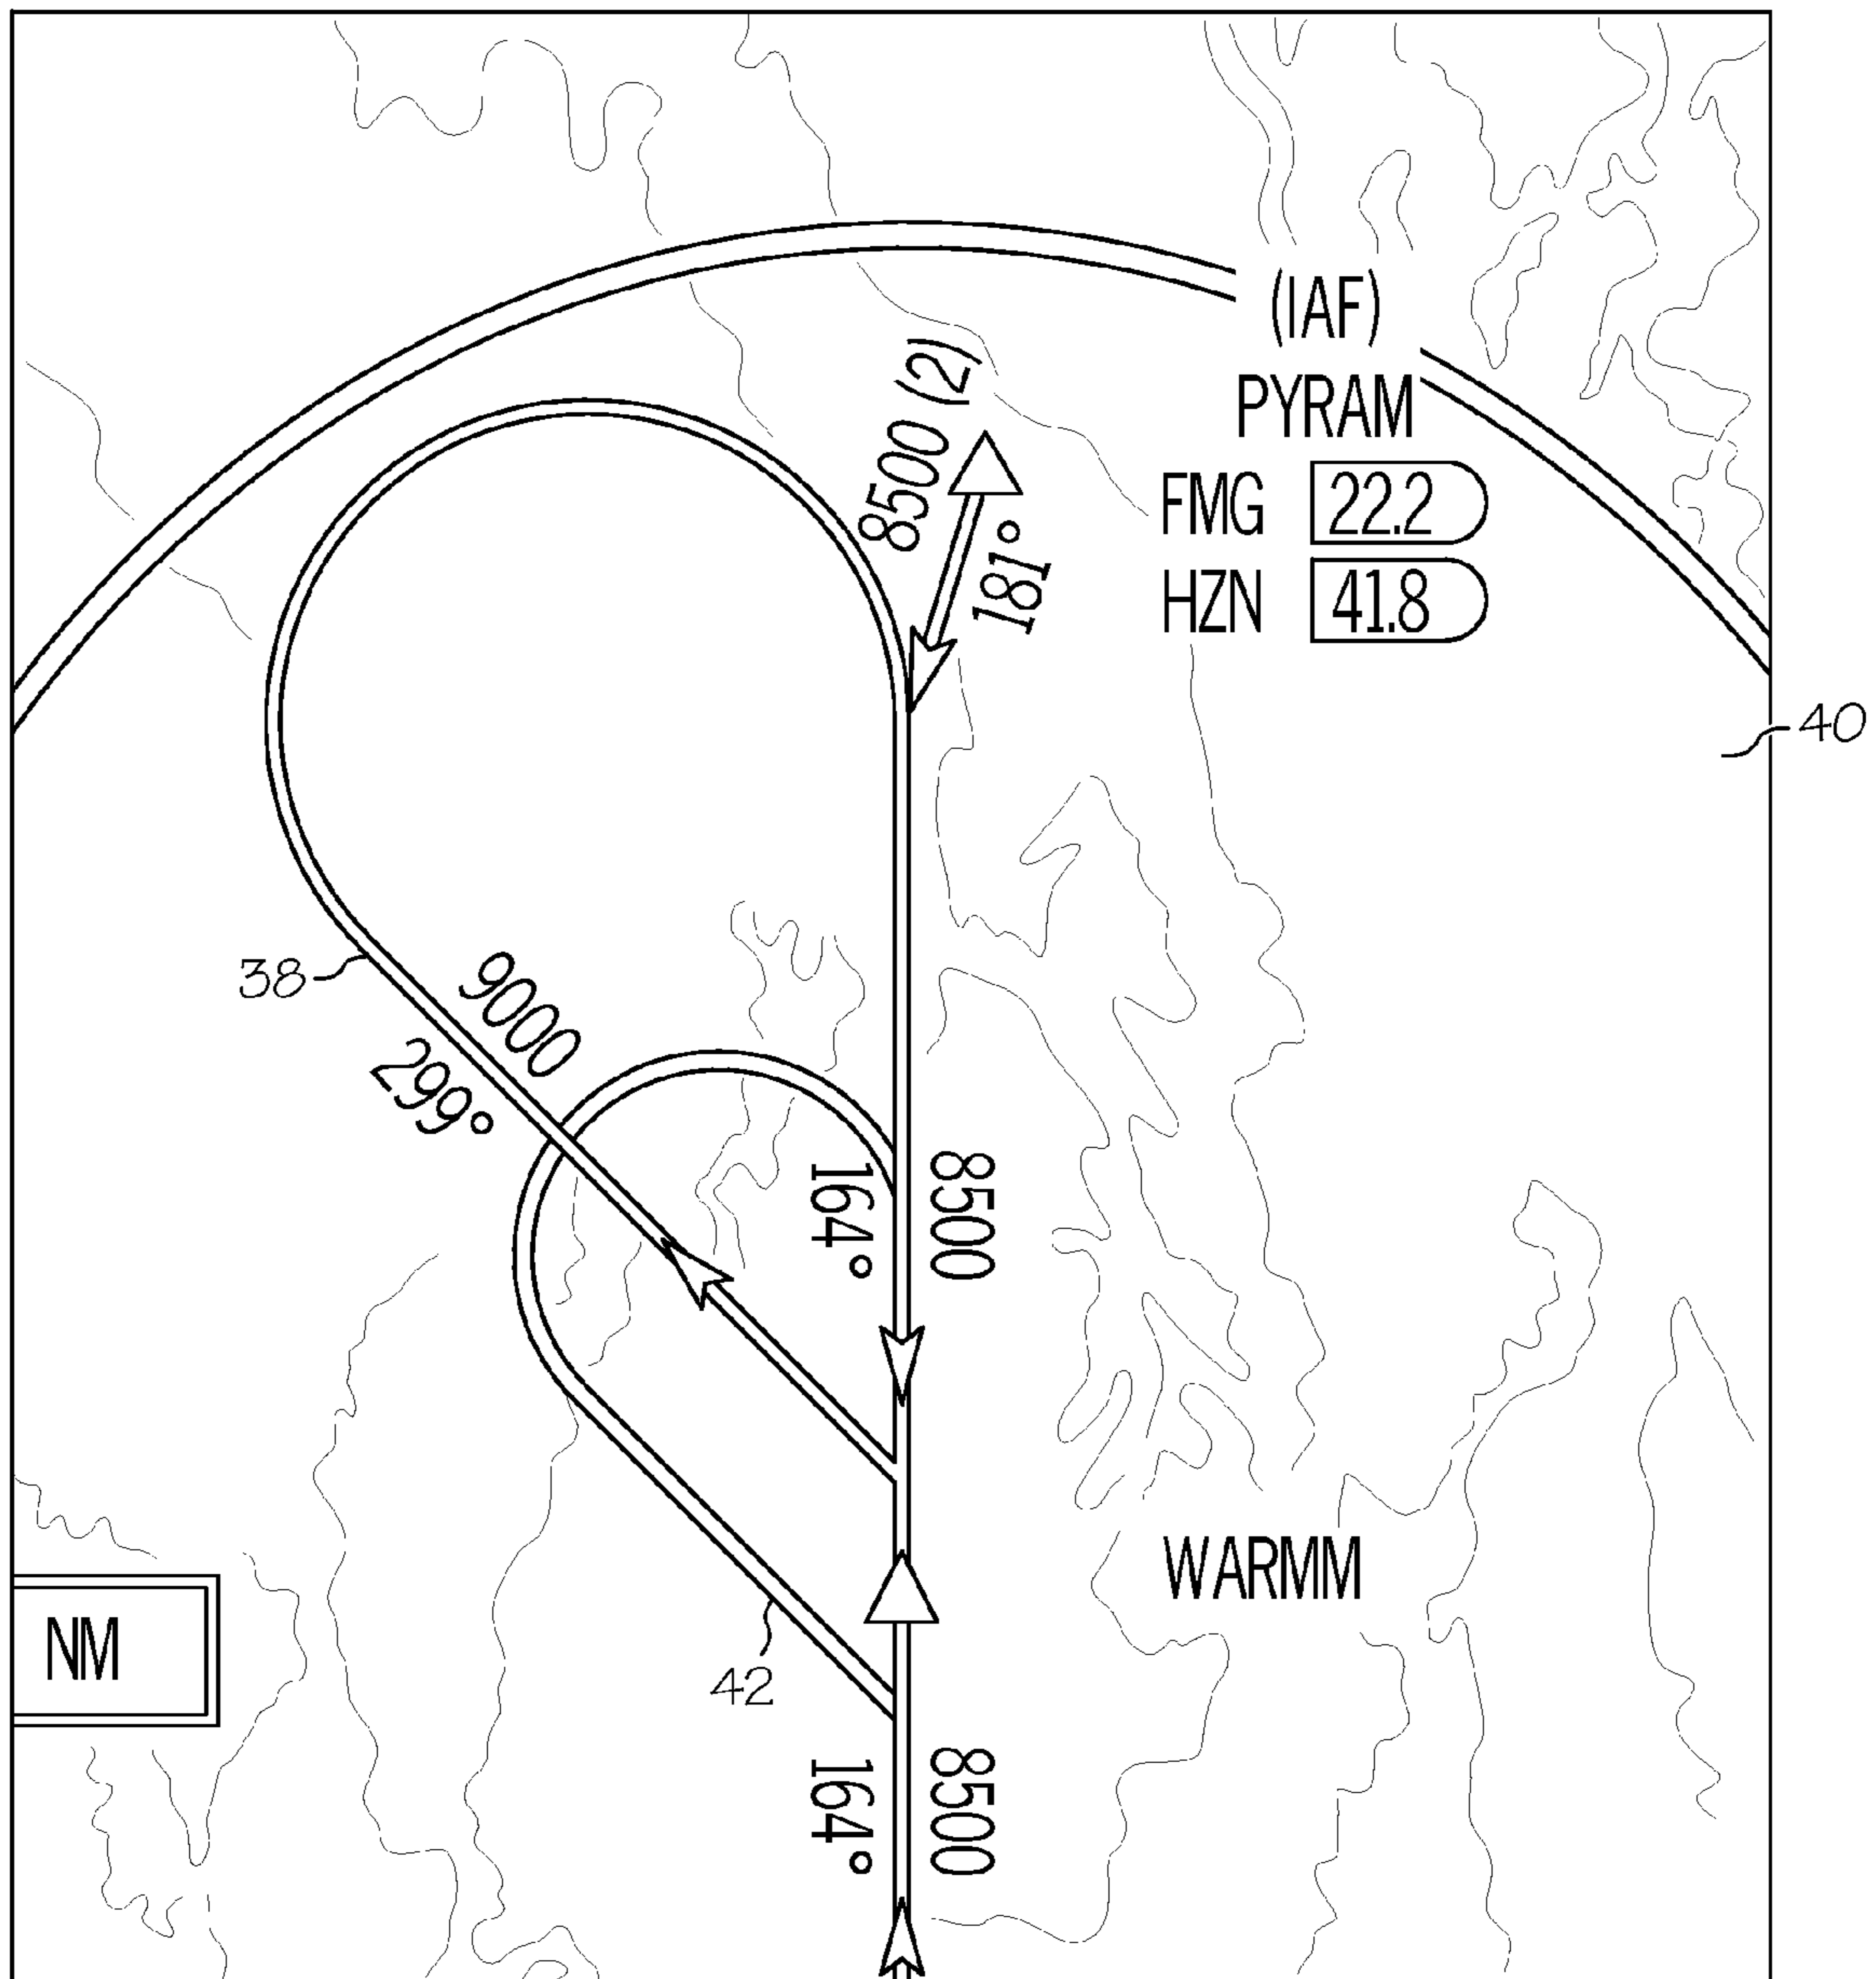 (IAF)
PYRAM
8500 (2)
FMG 22.2
181°
HZN 41.8
40
38
9000
299°
8500
164°
WARMM
NM
42
8500
164°